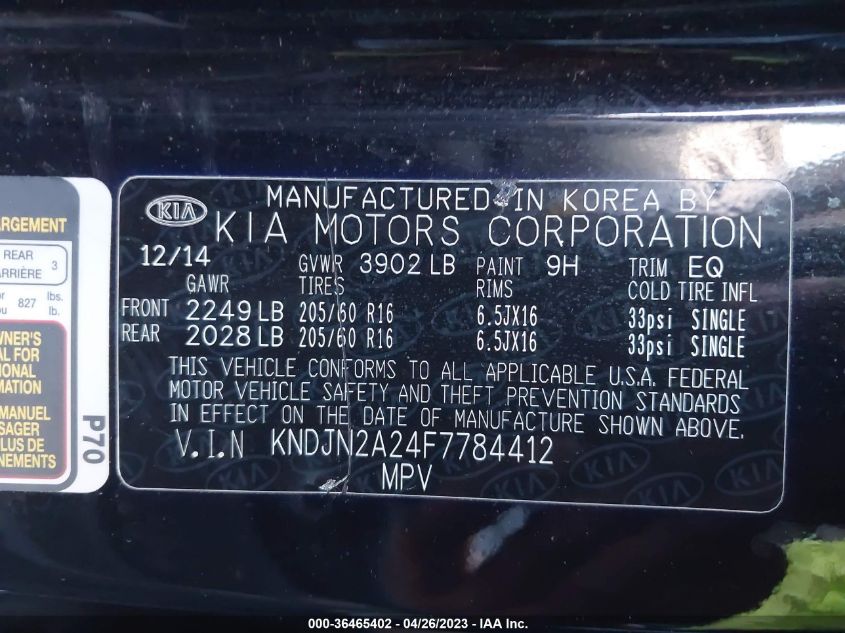 ARGEMENT
REAR
ARRIÈRE 3
827 lbs.
lb.
OWNER'S
AL FOR
IONAL
MATION
MANUEL
SAGER
PLUS DE
NEMENTS
P70
MANUFACTURED IN KOREA BY
KIA KIA MOTORS CORPORATION
12/14 GVWR 3902 LB PAINT 9H TRIM EQ
GAWR TIRES RIMS COLD TIRE INFL
FRONT 2249 LB 205/60 R16 6.5JX16 33psi SINGLE
REAR 2028 LB 205/60 R16 6.5JX16 33psi SINGLE
THIS VEHICLE CONFORMS TO ALL APPLICABLE U.S.A. FEDERAL
MOTOR VEHICLE SAFETY AND THEFT PREVENTION STANDARDS
IN EFFECT ON THE DATE OF MANUFACTURE SHOWN ABOVE.
V.I.N KNDJN2A24F7784412
MPV
000-36465402 - 04/26/2023 - IAA Inc.